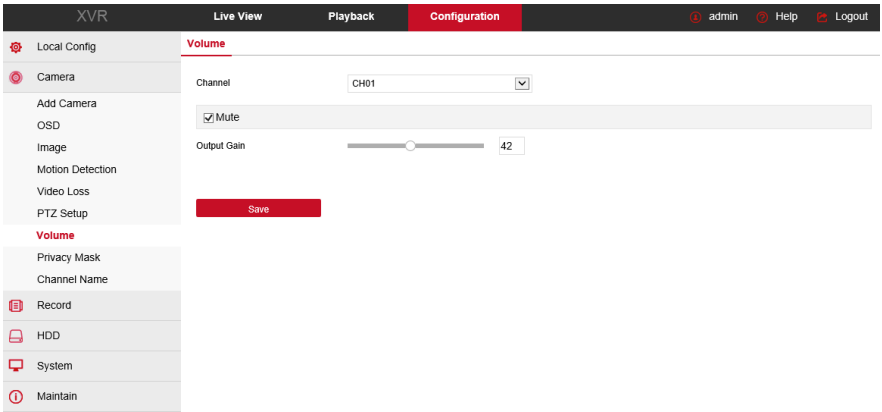 XVR Live View Playback Configuration admin Help Logout
Local Config
Camera
Add Camera
OSD
Image
Motion Detection
Video Loss
PTZ Setup
Volume
Privacy Mask
Channel Name
Record
HDD
System
Maintain
Volume
Channel CH01
Mute
Output Gain 42
Save